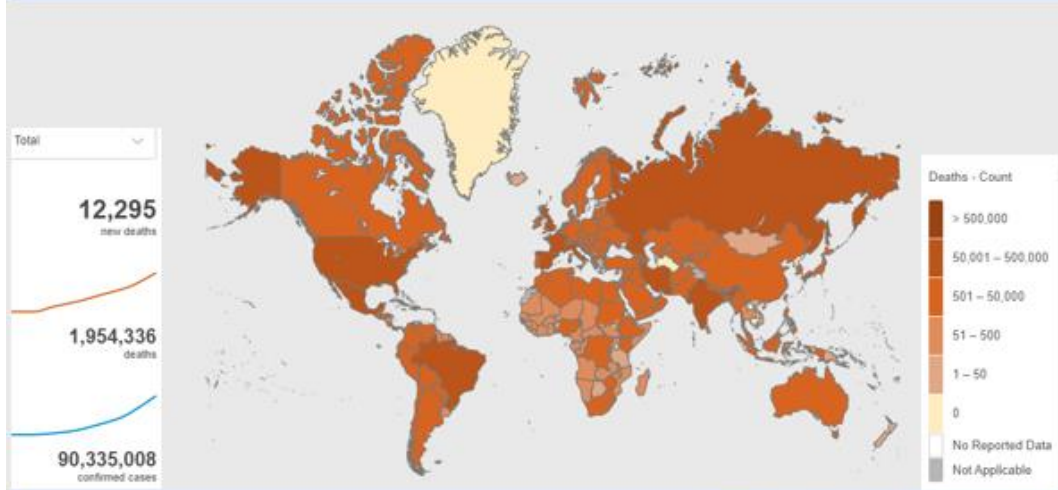 Total
12,295
new deaths
1,954,336
deaths
90,335,008
confirmed cases
Deaths - Count
> 500,000
50,001 – 500,000
501 – 50,000
51 – 500
1 – 50
0
No Reported Data
Not Applicable